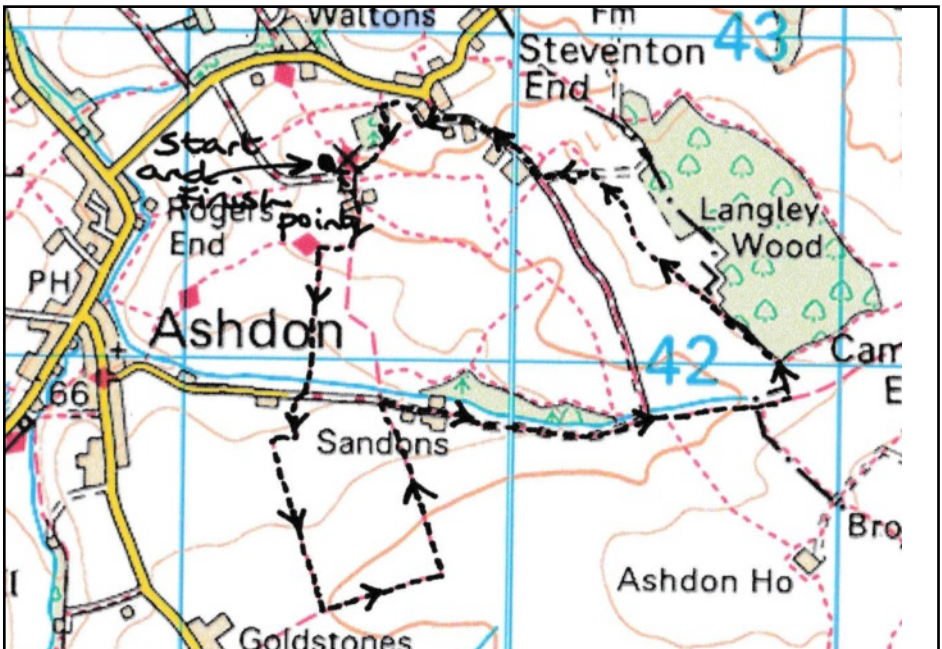 Waltons
Fm
Steventon
End
43
Start
and
Finish
point
Rogers
End
Langley
Wood
PH
Ashdon
42
Cam
E
66
Sandons
Bro
Ashdon Ho
Goldstones